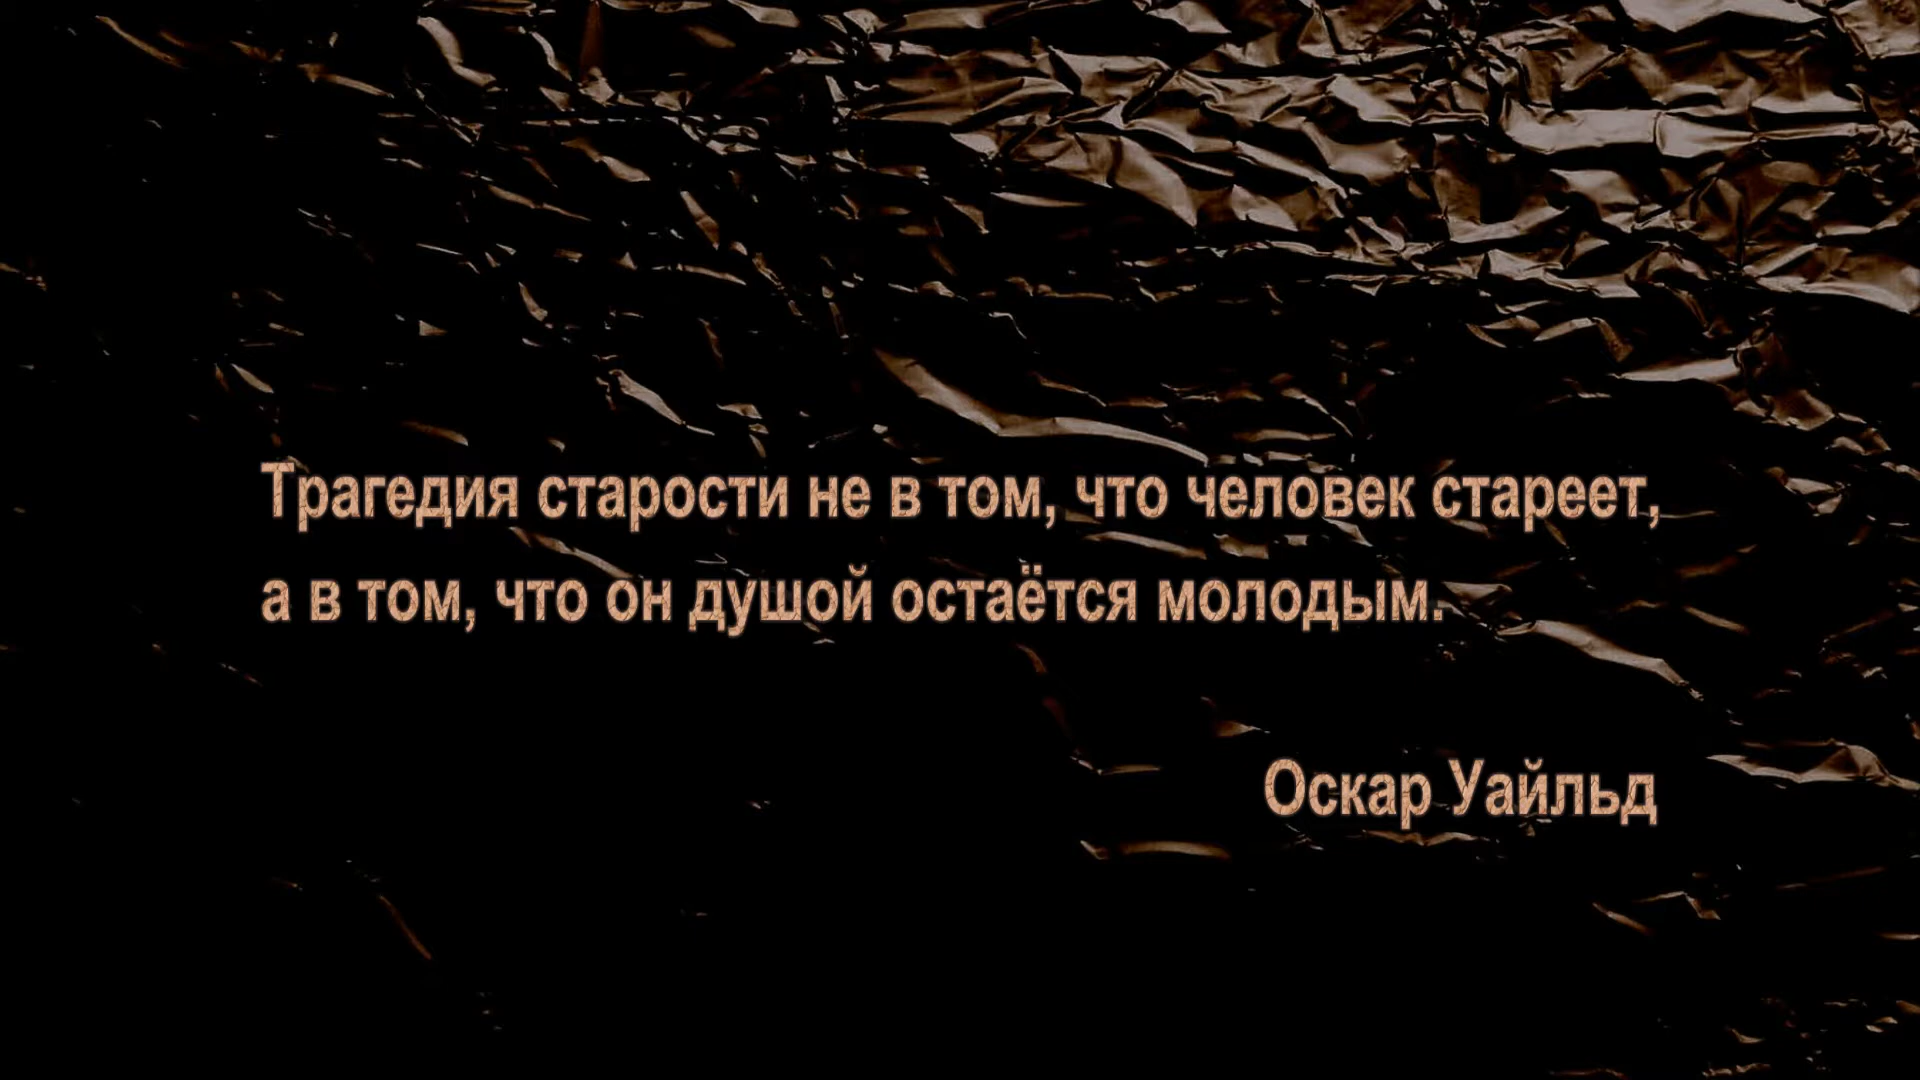 Трагедия старости не в том, что человек стареет,
а в том, что он душой остаётся молодым.
Оскар Уайльд